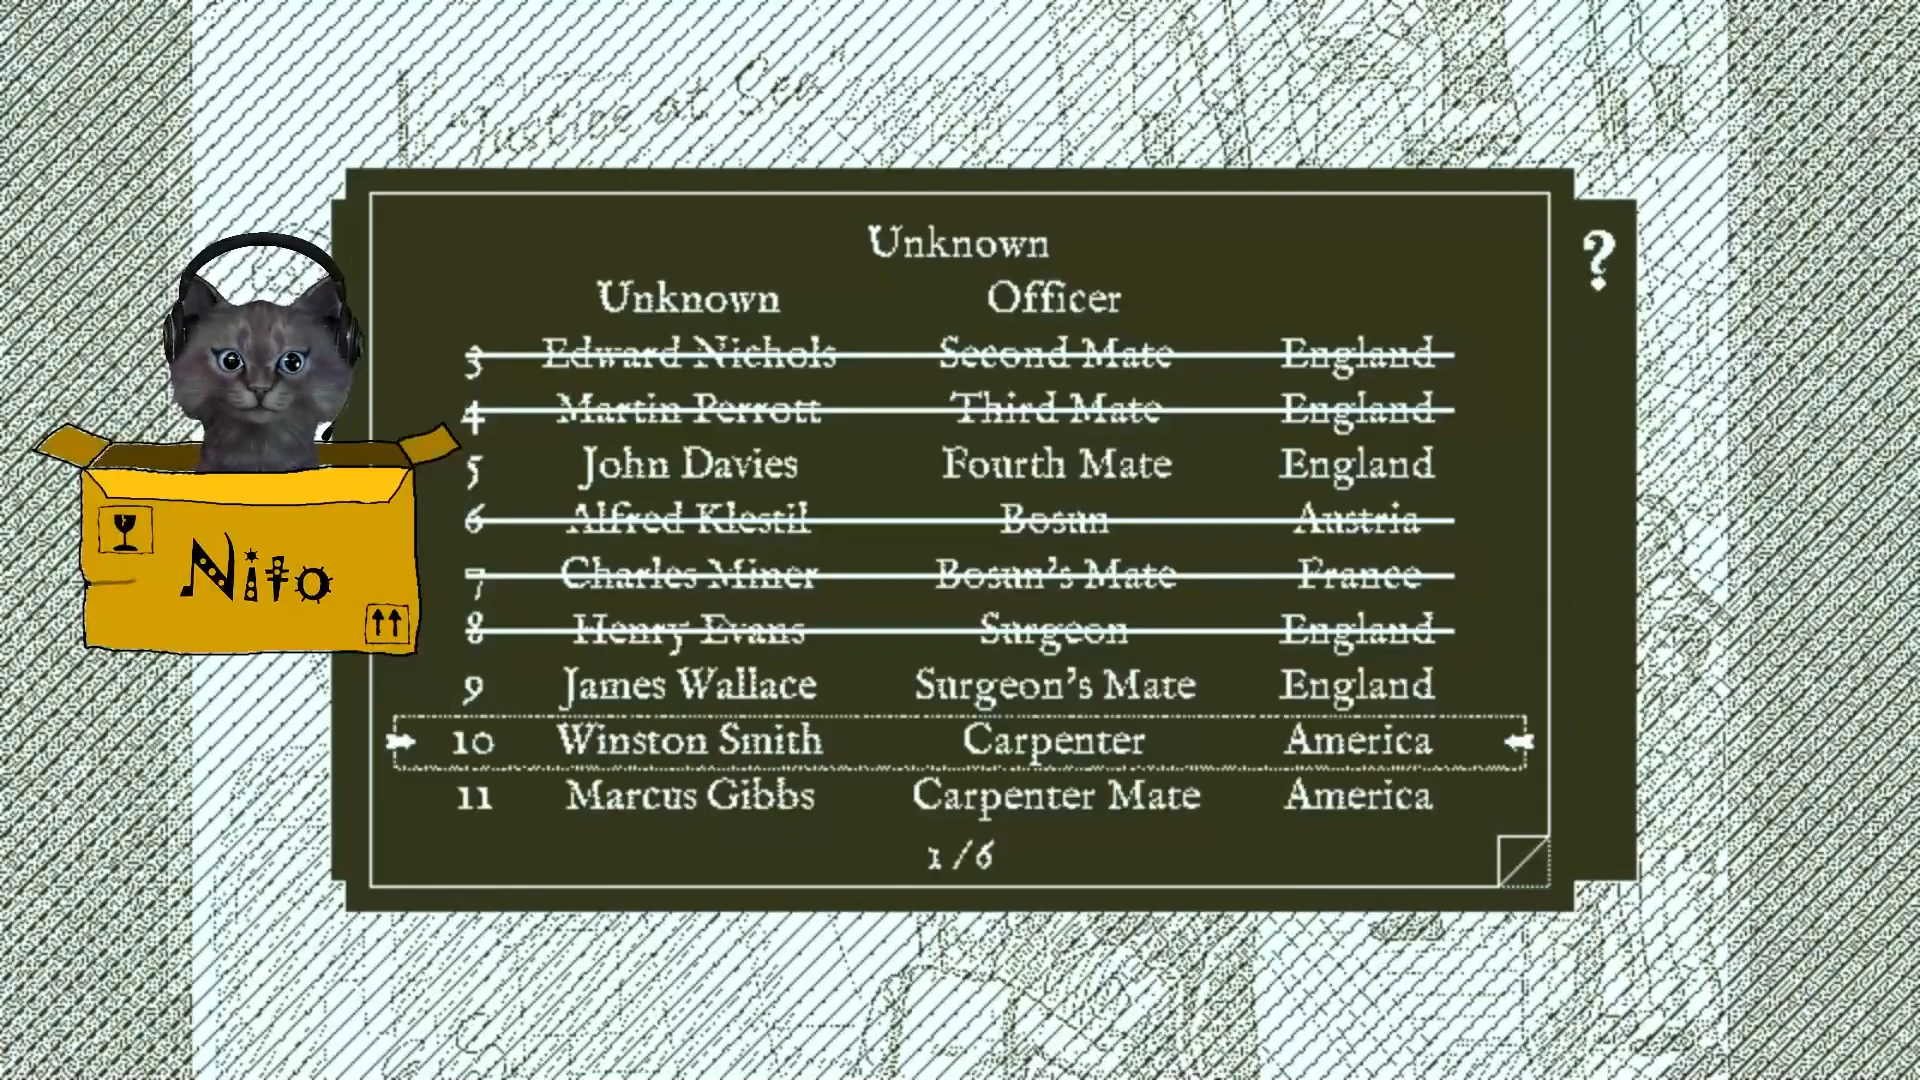 "Justice at Sea"
Unknown
?
Unknown Officer
3 Edward Nichols Second Mate England
4 Martin Perrott Third Mate England
5 John Davies Fourth Mate England
6 Alfred Klestil Bosun Austria
7 Charles Miner Bosun's Mate France
8 Henry Evans Surgeon England
9 James Wallace Surgeon's Mate England
10 Winston Smith Carpenter America
11 Marcus Gibbs Carpenter Mate America
1/6
Nito